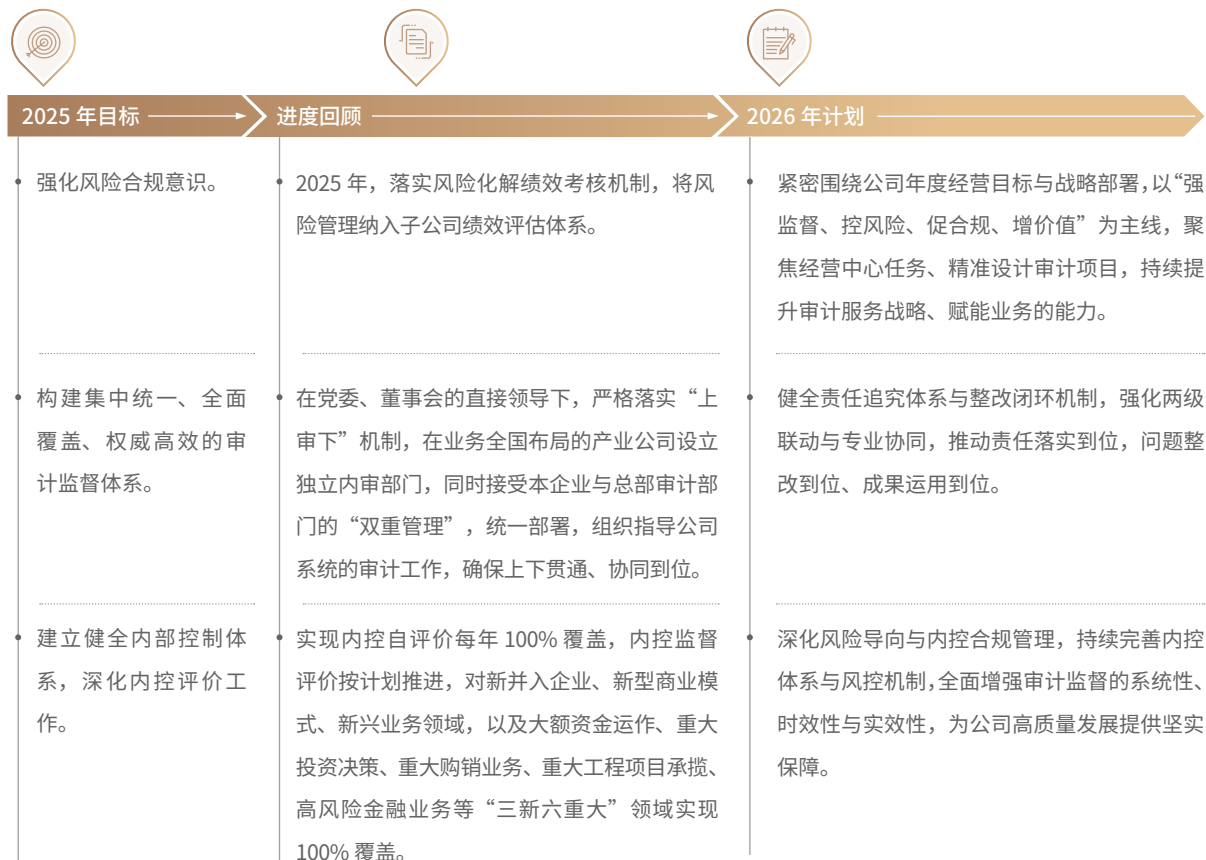 2025 年目标
进度回顾
2026 年计划
强化风险合规意识。
2025 年，落实风险化解绩效考核机制，将风
险管理纳入子公司绩效评估体系。
紧密围绕公司年度经营目标与战略部署，以“强
监督、控风险、促合规、增价值”为主线，聚
焦经营中心任务、精准设计审计项目，持续提
升审计服务战略、赋能业务的能力。
构建集中统一、全面
覆盖、权威高效的审
计监督体系。
在党委、董事会的直接领导下，严格落实“上
审下”机制，在业务全国布局的产业公司设立
独立内审部门，同时接受本企业与总部审计部
门的“双重管理”，统一部署，组织指导公司
系统的审计工作，确保上下贯通、协同到位。
健全责任追究体系与整改闭环机制，强化两级
联动与专业协同，推动责任落实到位，问题整
改到位、成果运用到位。
建立健全内部控制体
系，深化内控评价工
作。
实现内控自评价每年 100% 覆盖，内控监督
评价按计划推进，对新并入企业、新型商业模
式、新兴业务领域，以及大额资金运作、重大
投资决策、重大购销业务、重大工程项目承揽、
高风险金融业务等“三新六重大”领域实现
100% 覆盖。
深化风险导向与内控合规管理，持续完善内控
体系与风控机制，全面增强审计监督的系统性、
时效性与实效性，为公司高质量发展提供坚实
保障。